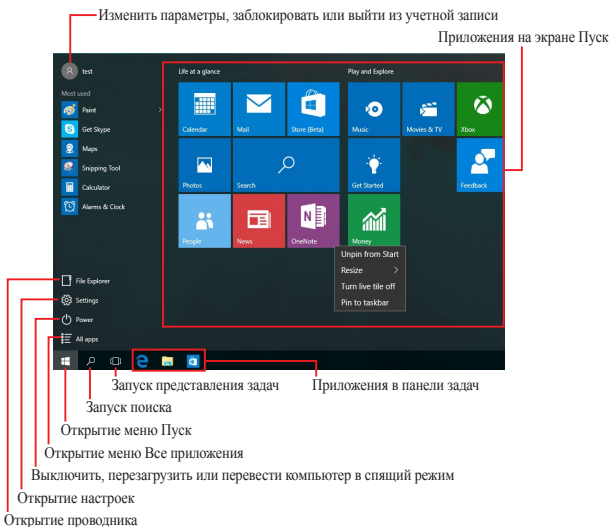 Изменить параметры, заблокировать или выйти из учетной записи
Приложения на экране Пуск
test
Life at a glance
Play and Explore
Most used
Paint
Get Skype
Maps
Snipping Tool
Calculator
Alarms & Clock
Calendar
Mail
Store (Beta)
Music
Movies & TV
Xbox
Photos
Search
Get Started
Feedback
People
News
OneNote
Money
Unpin from Start
Resize
Turn live tile off
Pin to taskbar
File Explorer
Settings
Power
All apps
Запуск представления задач
Приложения в панели задач
Запуск поиска
Открытие меню Пуск
Открытие меню Все приложения
Выключить, перезагрузить или перевести компьютер в спящий режим
Открытие настроек
Открытие проводника